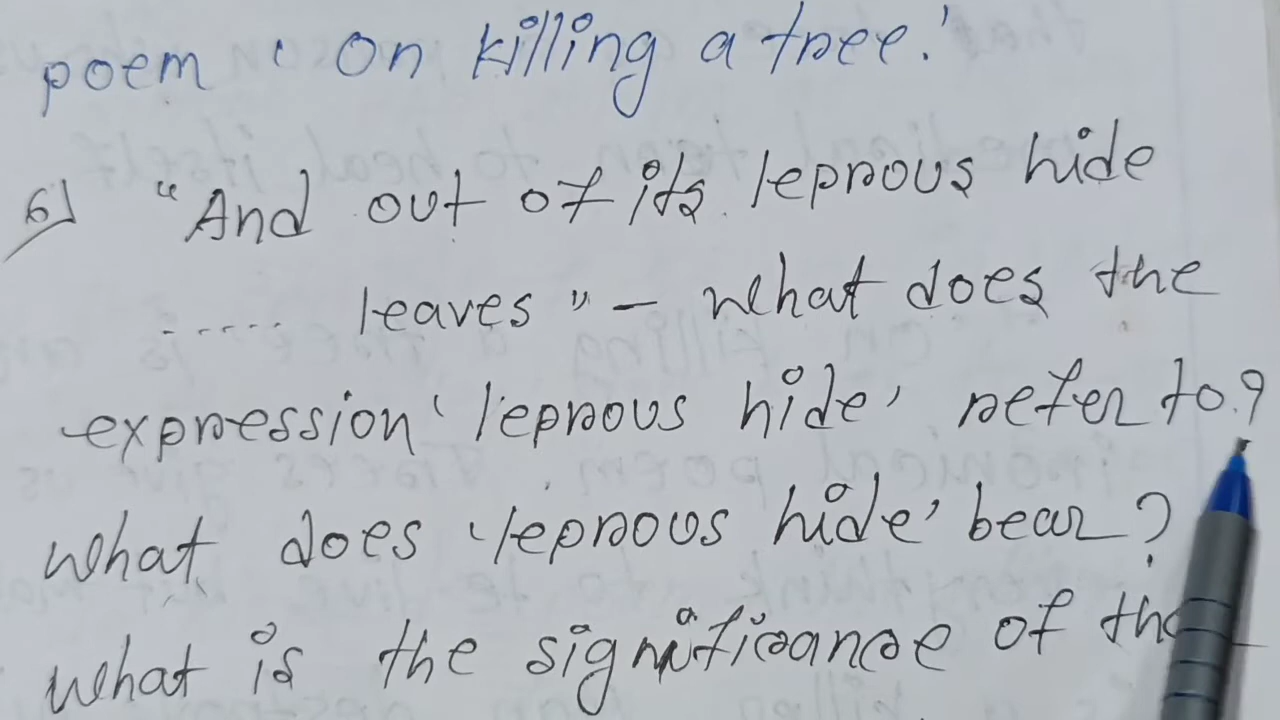 poem 'On killing a tree.'
6) "And out of its leprous hide
..... leaves" – what does the
expression 'leprous hide' refer to?
what does 'leprous hide' bear?
what is the significance of the